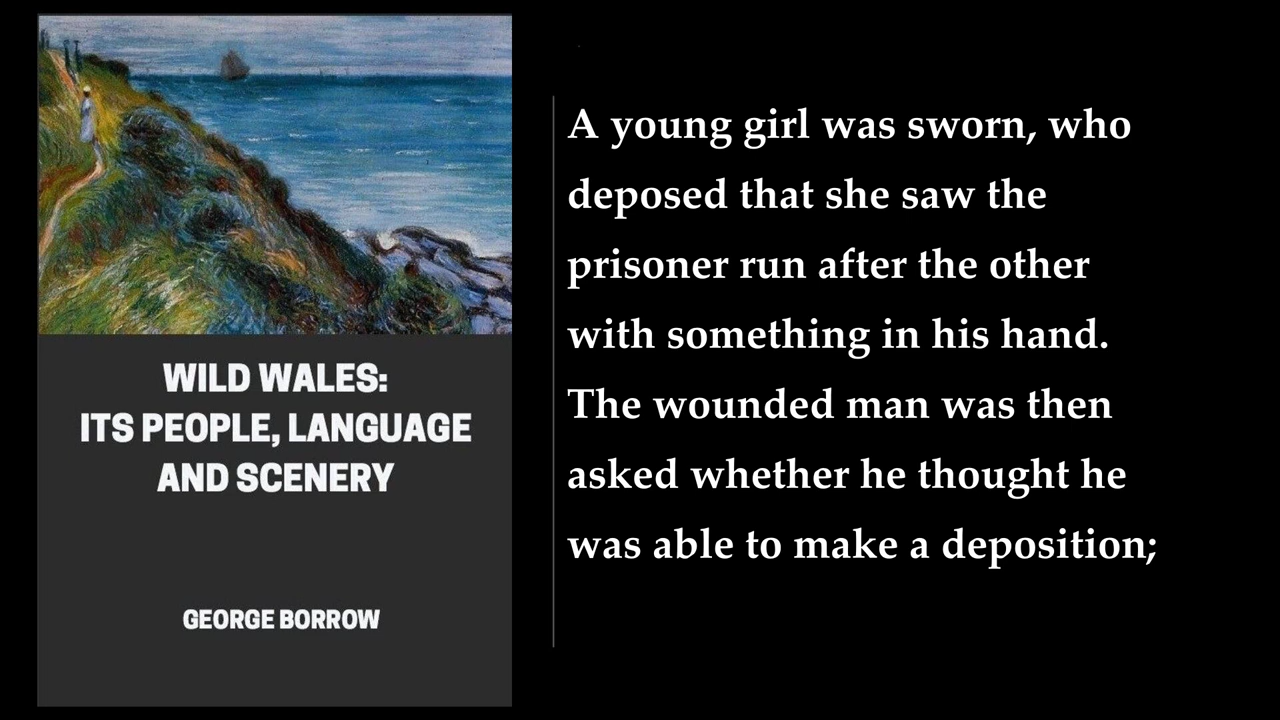 WILD WALES:
ITS PEOPLE, LANGUAGE
AND SCENERY
GEORGE BORROW
A young girl was sworn, who
deposed that she saw the
prisoner run after the other
with something in his hand.
The wounded man was then
asked whether he thought he
was able to make a deposition;